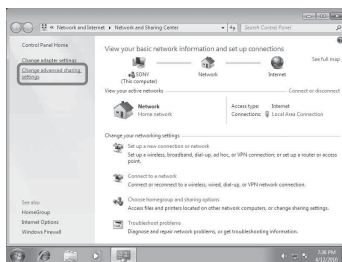 « Network and Internet ▸ Network and Sharing Center
Search Control Panel
Control Panel Home
Change adapter settings
Change advanced sharing
settings
View your basic network information and set up connections
See full map
SONY
(This computer)
Network
Internet
View your active networks
Connect or disconnect
Network
Home network
Access type: Internet
Connections: Local Area Connection
Change your networking settings
Set up a new connection or network
Set up a wireless, broadband, dial-up, ad hoc, or VPN connection; or set up a router or access
point.
Connect to a network
Connect or reconnect to a wireless, wired, dial-up, or VPN network connection.
Choose homegroup and sharing options
Access files and printers located on other network computers, or change sharing settings.
Troubleshoot problems
Diagnose and repair network problems, or get troubleshooting information.
See also
HomeGroup
Internet Options
Windows Firewall